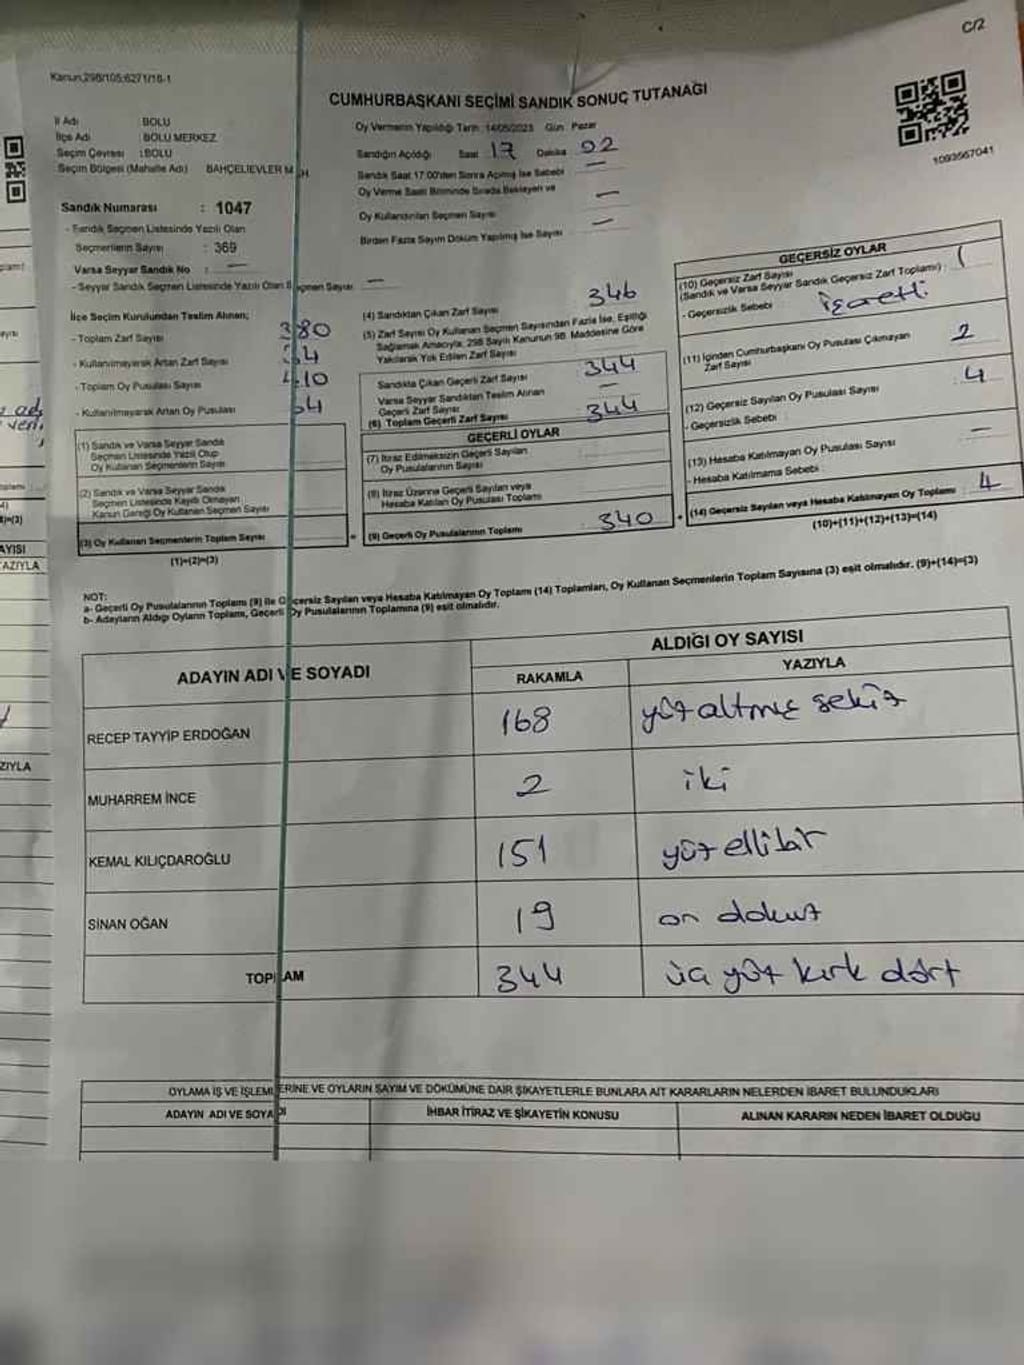 C/2
Kanun.298/105;6271/16-1
CUMHURBAŞKANI SEÇİMİ SANDIK SONUÇ TUTANAĞI
1093567041
İl Adı BOLU
İlçe Adı BOLU MERKEZ
Seçim Çevresi :BOLU
Seçim Bölgesi (Mahalle Adı) BAHÇELİEVLER
Sandık Numarası : 1047
- Sandık Seçmen Listesinde Yazılı Olan
Seçmenlerin Sayısı : 369
Varsa Seyyar Sandık No : —
- Seyyar Sandık Seçmen Listesinde Yazılı Olan Seçmen Sayısı —
İlçe Seçim Kurulundan Teslim Alınan;
- Toplam Zarf Sayısı 380
- Kullanılmayarak Artan Zarf Sayısı
- Toplam Oy Pusulası Sayısı 410
- Kullanılmayarak Artan Oy Pusulası
(1) Sandık ve Varsa Seyyar Sandık
Seçmen Listesinde Yazılı Olup
Oy Kullanan Seçmenlerin Sayısı
(2) Sandık ve Varsa Seyyar Sandık
Seçmen Listesinde Kayıtlı Olmayan
Kanun Gereği Oy Kullanan Seçmen Sayısı
(3) Oy Kullanan Seçmenlerin Toplam Sayısı
(1)+(2)=(3)
Oy Vermenin Yapıldığı Tarih :14/05/2023 Gün : Pazar
Sandığın Açıldığı Saat 17 Dakika 02
Sandık Saat 17:00'den Sonra Açılmış İse Sebebi —
Oy Verme Saati Bitiminde Sırada Bekleyen ve
Oy Kullandırılan Seçmen Sayısı —
Birden Fazla Sayım Döküm Yapılmış İse Sayısı —
(4) Sandıktan Çıkan Zarf Sayısı 346
(5) Zarf Sayısı Oy Kullanan Seçmen Sayısından Fazla İse, Eşitliği
Sağlamak Amacıyla, 298 Sayılı Kanunun 98. Maddesine Göre
Yakılarak Yok Edilen Zarf Sayısı
Sandıkta Çıkan Geçerli Zarf Sayısı 344
Varsa Seyyar Sandıktan Teslim Alınan
Geçerli Zarf Sayısı —
(6) Toplam Geçerli Zarf Sayısı 344
GEÇERLİ OYLAR
(7) İtiraz Edilmeksizin Geçerli Sayılan
Oy Pusulalarının Sayısı
(8) İtiraz Üzerine Geçerli Sayılan veya
Hesaba Katılan Oy Pusulası Toplamı
(9) Geçerli Oy Pusulalarının Toplamı 340
GEÇERSİZ OYLAR
(10) Geçersiz Zarf Sayısı
(Sandık ve Varsa Seyyar Sandık Geçersiz Zarf Toplamı) : 1
- Geçersizlik Sebebi işaretli
(11) İçinden Cumhurbaşkanı Oy Pusulası Çıkmayan
Zarf Sayısı 2
(12) Geçersiz Sayılan Oy Pusulası Sayısı 4
- Geçersizlik Sebebi :
(13) Hesaba Katılmayan Oy Pusulası Sayısı —
- Hesaba Katılmama Sebebi :
(14) Geçersiz Sayılan veya Hesaba Katılmayan Oy Toplamı : 4
(10)+(11)+(12)+(13)=(14)
NOT:
a- Geçerli Oy Pusulalarının Toplamı (9) ile Geçersiz Sayılan veya Hesaba Katılmayan Oy Toplamı (14) Toplamları, Oy Kullanan Seçmenlerin Toplam Sayısına (3) eşit olmalıdır. (9)+(14)=(3)
b- Adayların Aldığı Oyların Toplamı, Geçerli Oy Pusulalarının Toplamına (9) eşit olmalıdır.
ADAYIN ADI VE SOYADI
ALDIĞI OY SAYISI
RAKAMLA YAZIYLA
RECEP TAYYİP ERDOĞAN 168 yüz altmış sekiz
MUHARREM İNCE 2 iki
KEMAL KILIÇDAROĞLU 151 yüz elli bir
SİNAN OĞAN 19 on dokuz
TOPLAM 344 üç yüz kırk dört
OYLAMA İŞ VE İŞLEMLERİNE VE OYLARIN SAYIM VE DÖKÜMÜNE DAİR ŞİKAYETLERLE BUNLARA AİT KARARLARIN NELERDEN İBARET BULUNDUKLARI
ADAYIN ADI VE SOYADI İHBAR İTİRAZ VE ŞİKAYETİN KONUSU ALINAN KARARIN NEDEN İBARET OLDUĞU